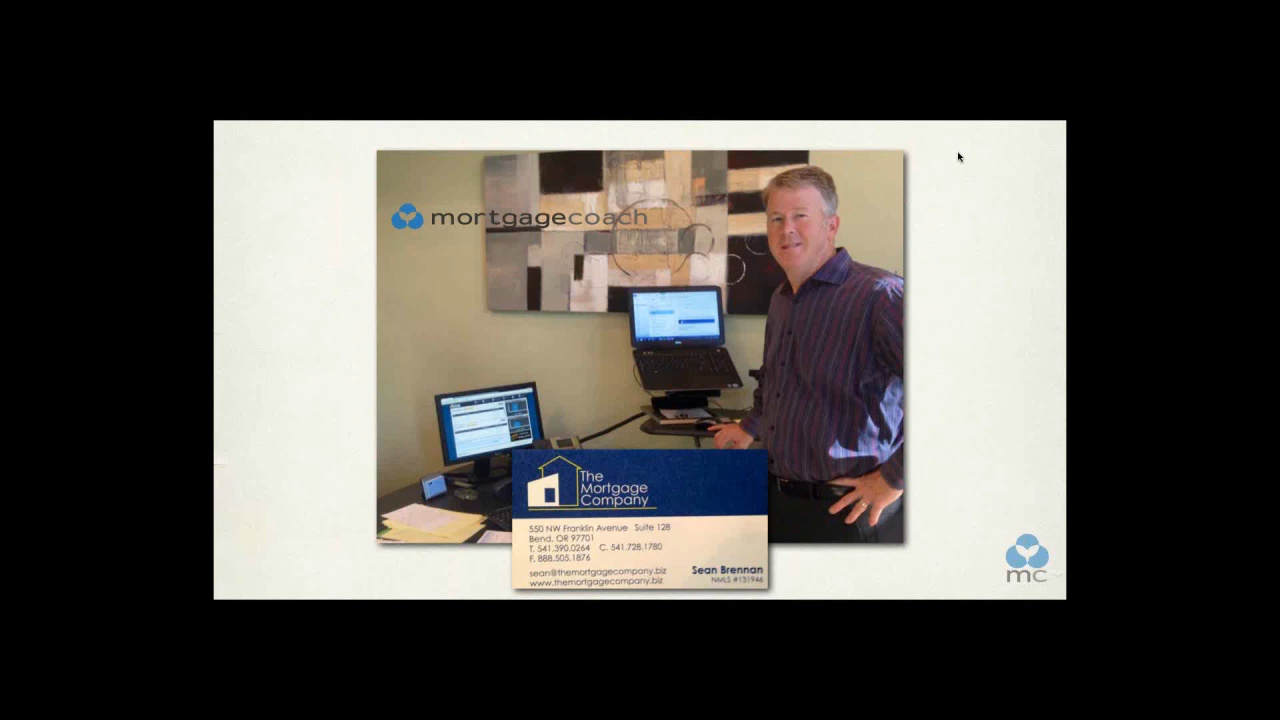 mortgagecoach
The
Mortgage
Company
550 NW Franklin Avenue Suite 128
Bend, OR 97701
T. 541.390.0264 C. 541.728.1780
F. 888.505.1876
sean@themortgagecompany.biz
www.themortgagecompany.biz
Sean Brennan
NMLS #131946
mc